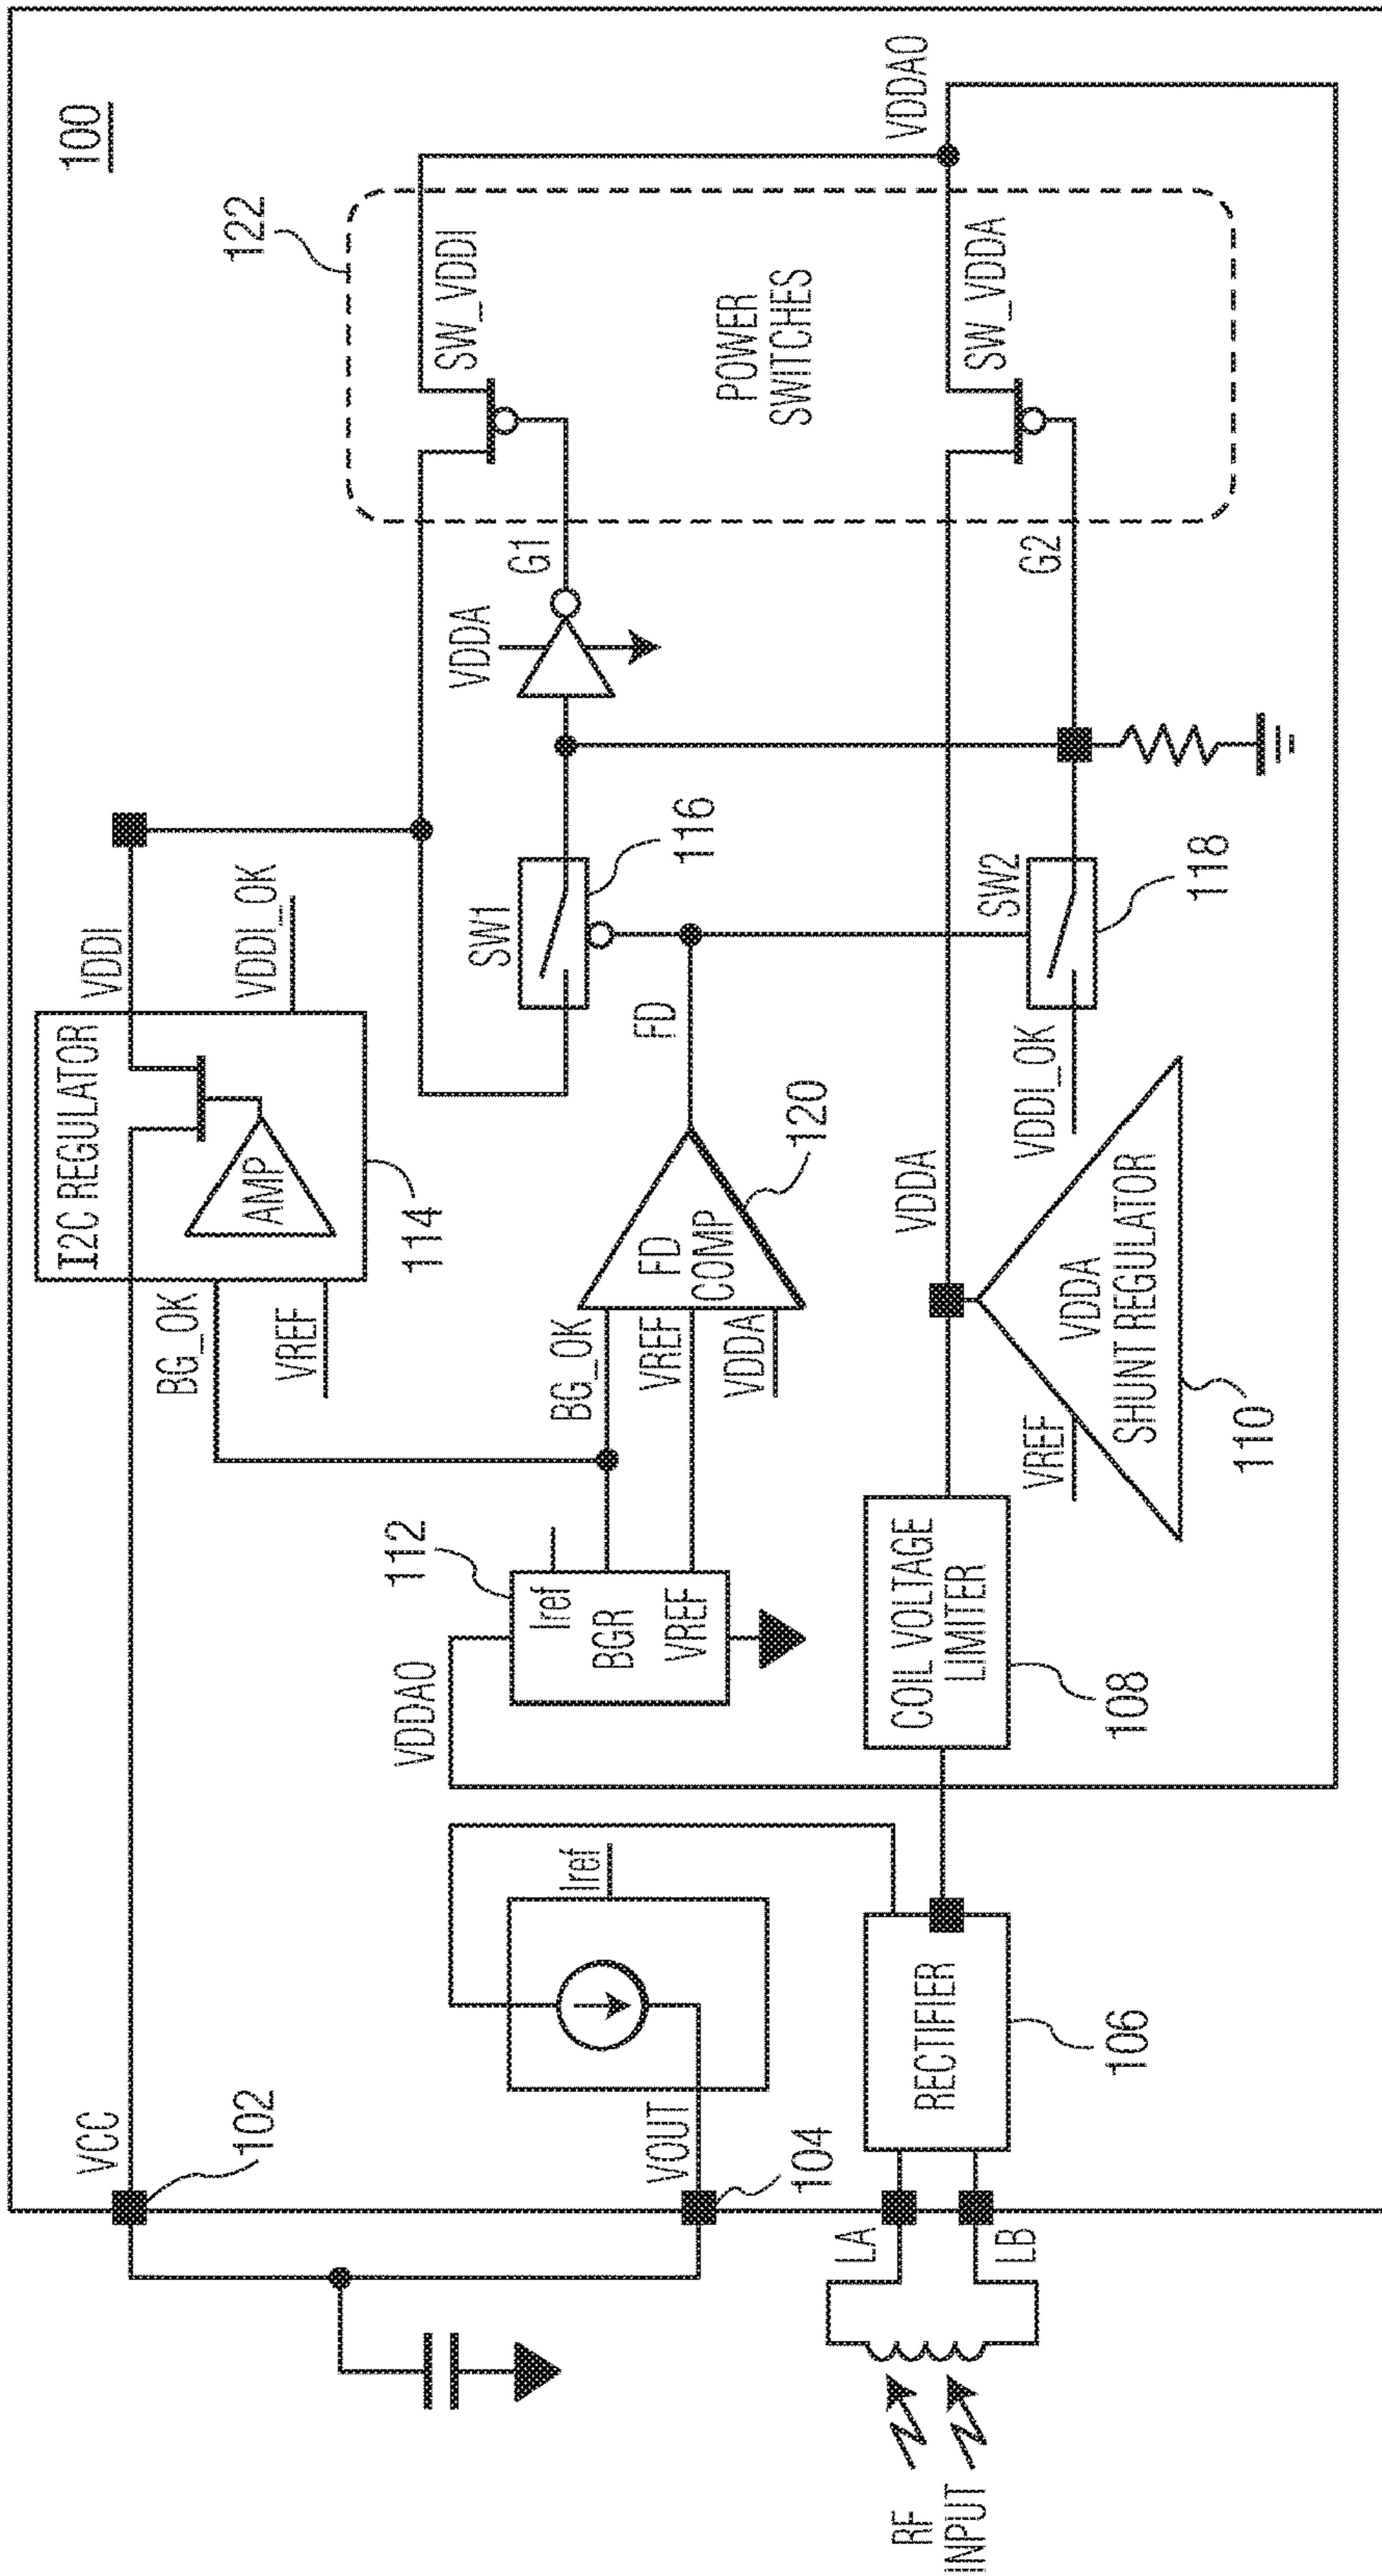 100
122
VCC
102
I2C REGULATOR
AMP
114
VDDI
VDDI_OK
BG_OK
VREF
SW_VDDI
VDDA
G1
POWER
SWITCHES
SW_VDDA
VDDAO
G2
VOUT
104
Iref
VDDAO
112
Iref
BGR
VREF
BG_OK
VREF
VDDA
FD
COMP
120
FD
SW1
116
SW2
118
VDDI_OK
RF
INPUT
LA
LB
RECTIFIER
106
COIL VOLTAGE
LIMITER
108
VDDA
VREF
VDDA
SHUNT REGULATOR
110